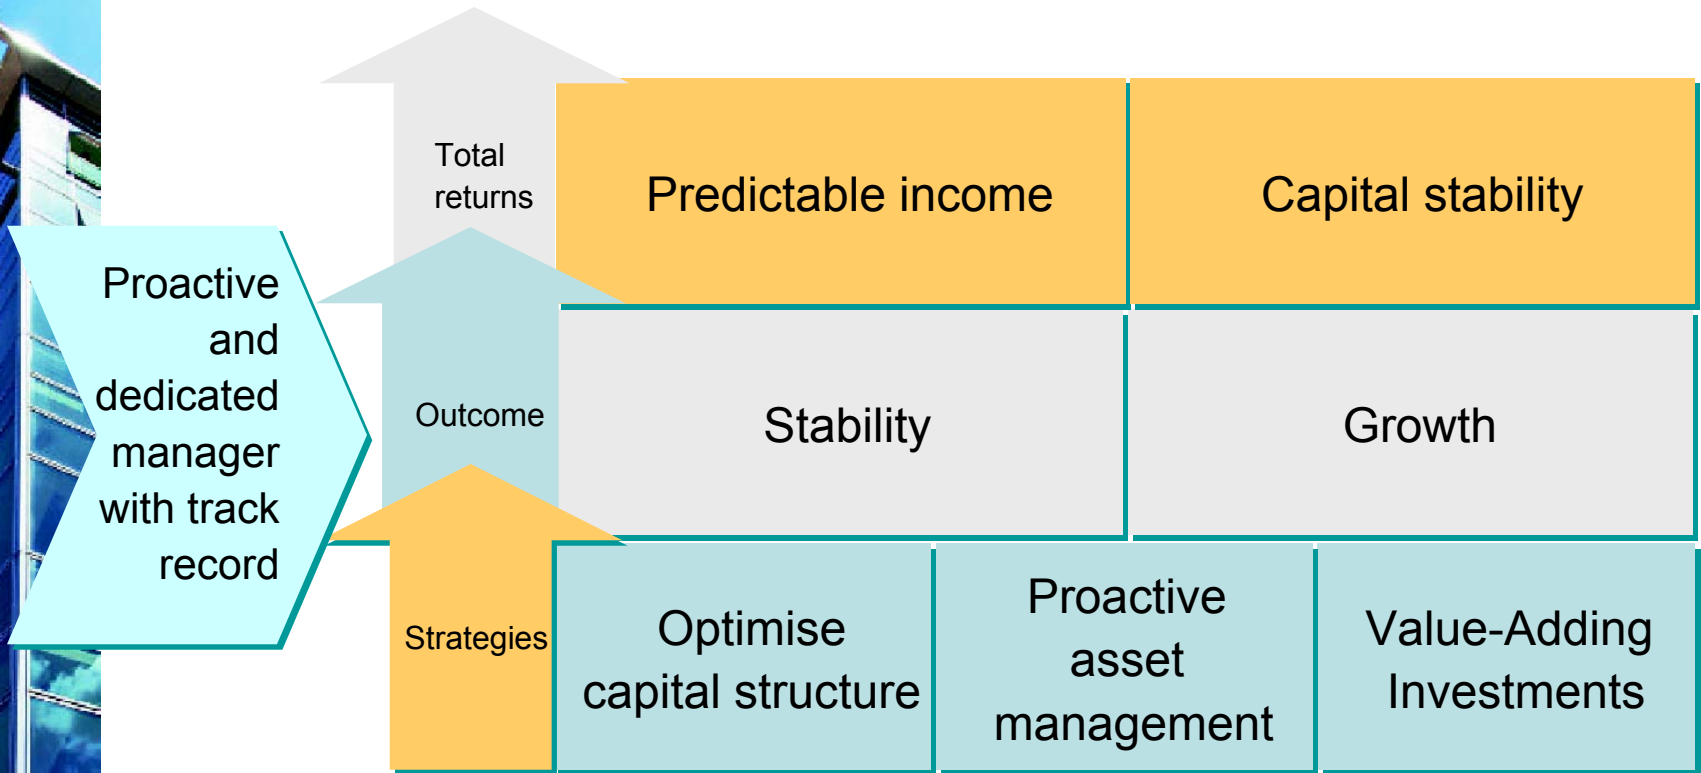 Total
returns
Predictable income
Capital stability
Proactive
and
dedicated
manager
with track
record
Outcome
Stability
Growth
Strategies
Optimise
capital structure
Proactive
asset
management
Value-Adding
Investments